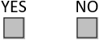 YES NO